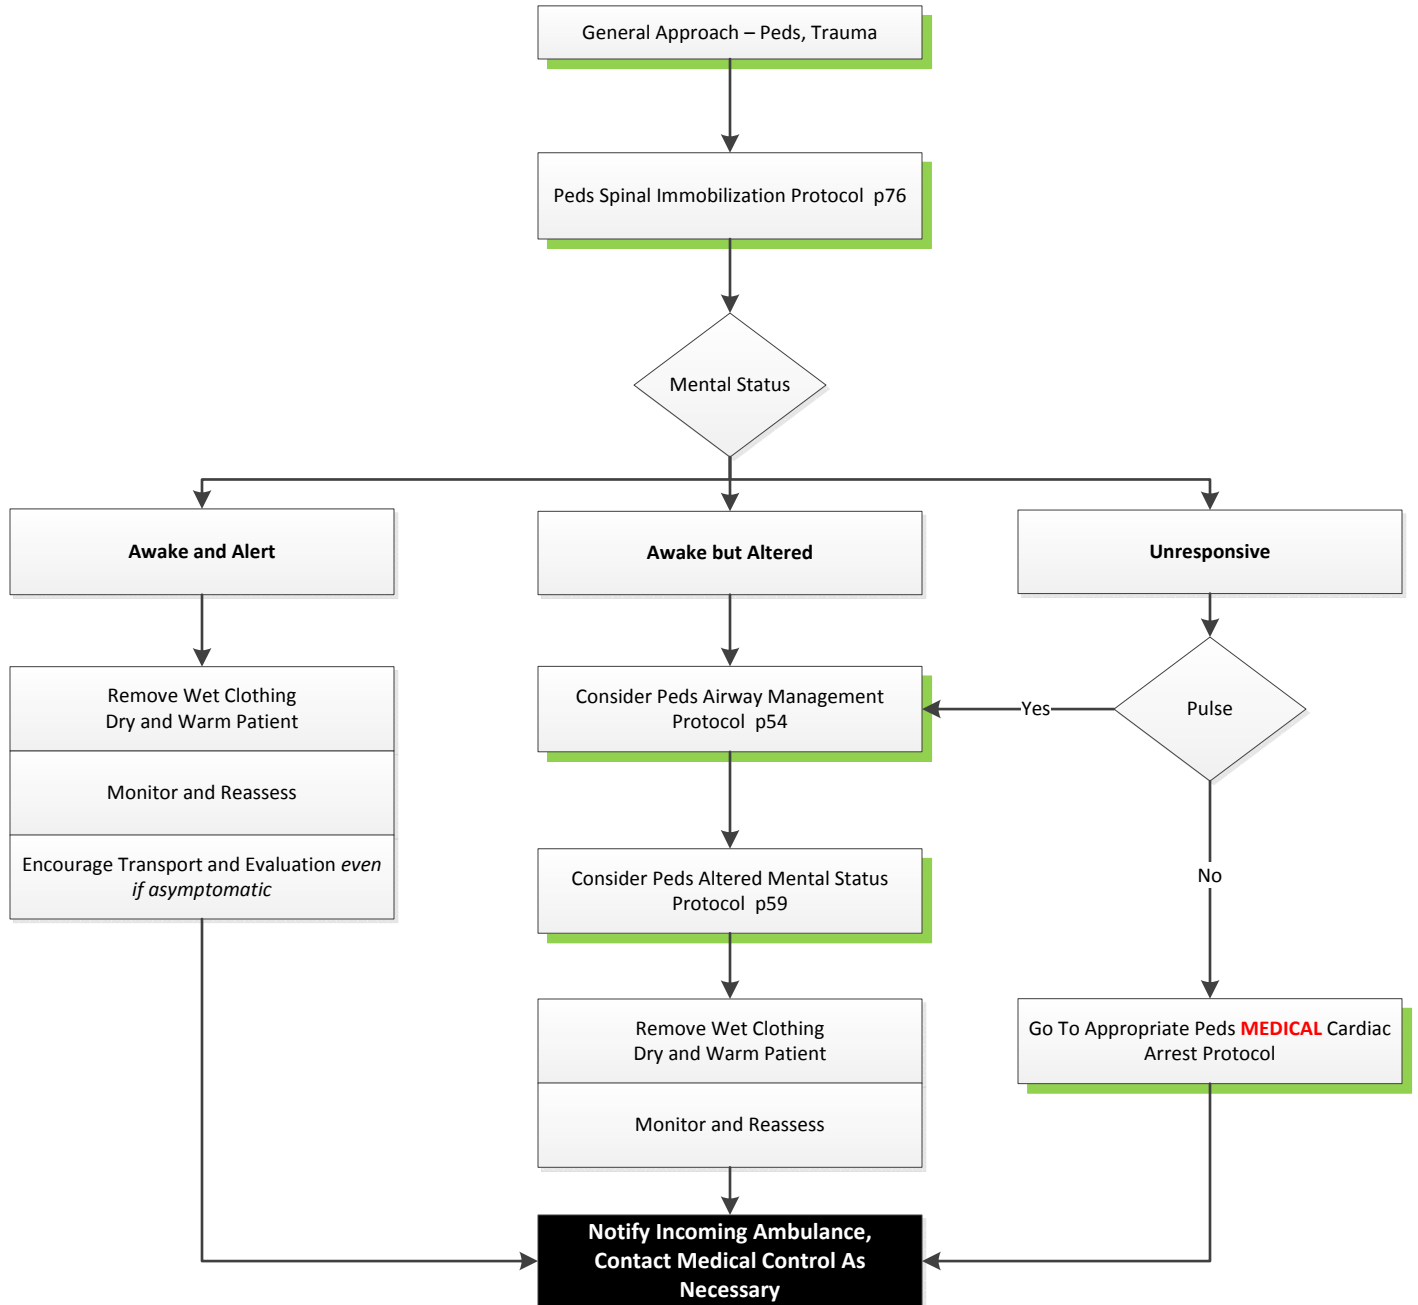 General Approach – Peds, Trauma
Peds Spinal Immobilization Protocol  p76
Mental Status
Awake and Alert
Awake but Altered
Unresponsive
Remove Wet Clothing
Dry and Warm Patient
Monitor and Reassess
Encourage Transport and Evaluation even
if asymptomatic
Consider Peds Airway Management
Protocol  p54
Yes
Pulse
No
Consider Peds Altered Mental Status
Protocol  p59
Remove Wet Clothing
Dry and Warm Patient
Monitor and Reassess
Go To Appropriate Peds MEDICAL Cardiac
Arrest Protocol
Notify Incoming Ambulance,
Contact Medical Control As
Necessary